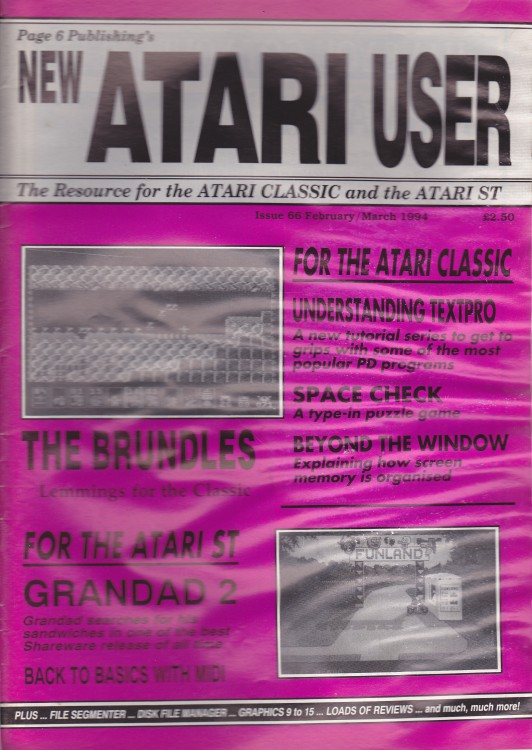 Page 6 Publishing's
NEW ATARI USER
The Resource for the ATARI CLASSIC and the ATARI ST
Issue 66 February/March 1994 £2.50
FOR THE ATARI CLASSIC
UNDERSTANDING TEXTPRO
A new tutorial series to get to
grips with some of the most
popular PD programs
SPACE CHECK
A type-in puzzle game
BEYOND THE WINDOW
Explaining how screen
memory is organised
THE BRUNDLES
Lemmings for the Classic
FOR THE ATARI ST
GRANDAD 2
Grandad searches for his
sandwiches in one of the best
Shareware release of all time
BACK TO BASICS WITH MIDI
FUNLAND
PLUS ... FILE SEGMENTER ... DISK FILE MANAGER ... GRAPHICS 9 to 15 ... LOADS OF REVIEWS ... and much, much more!